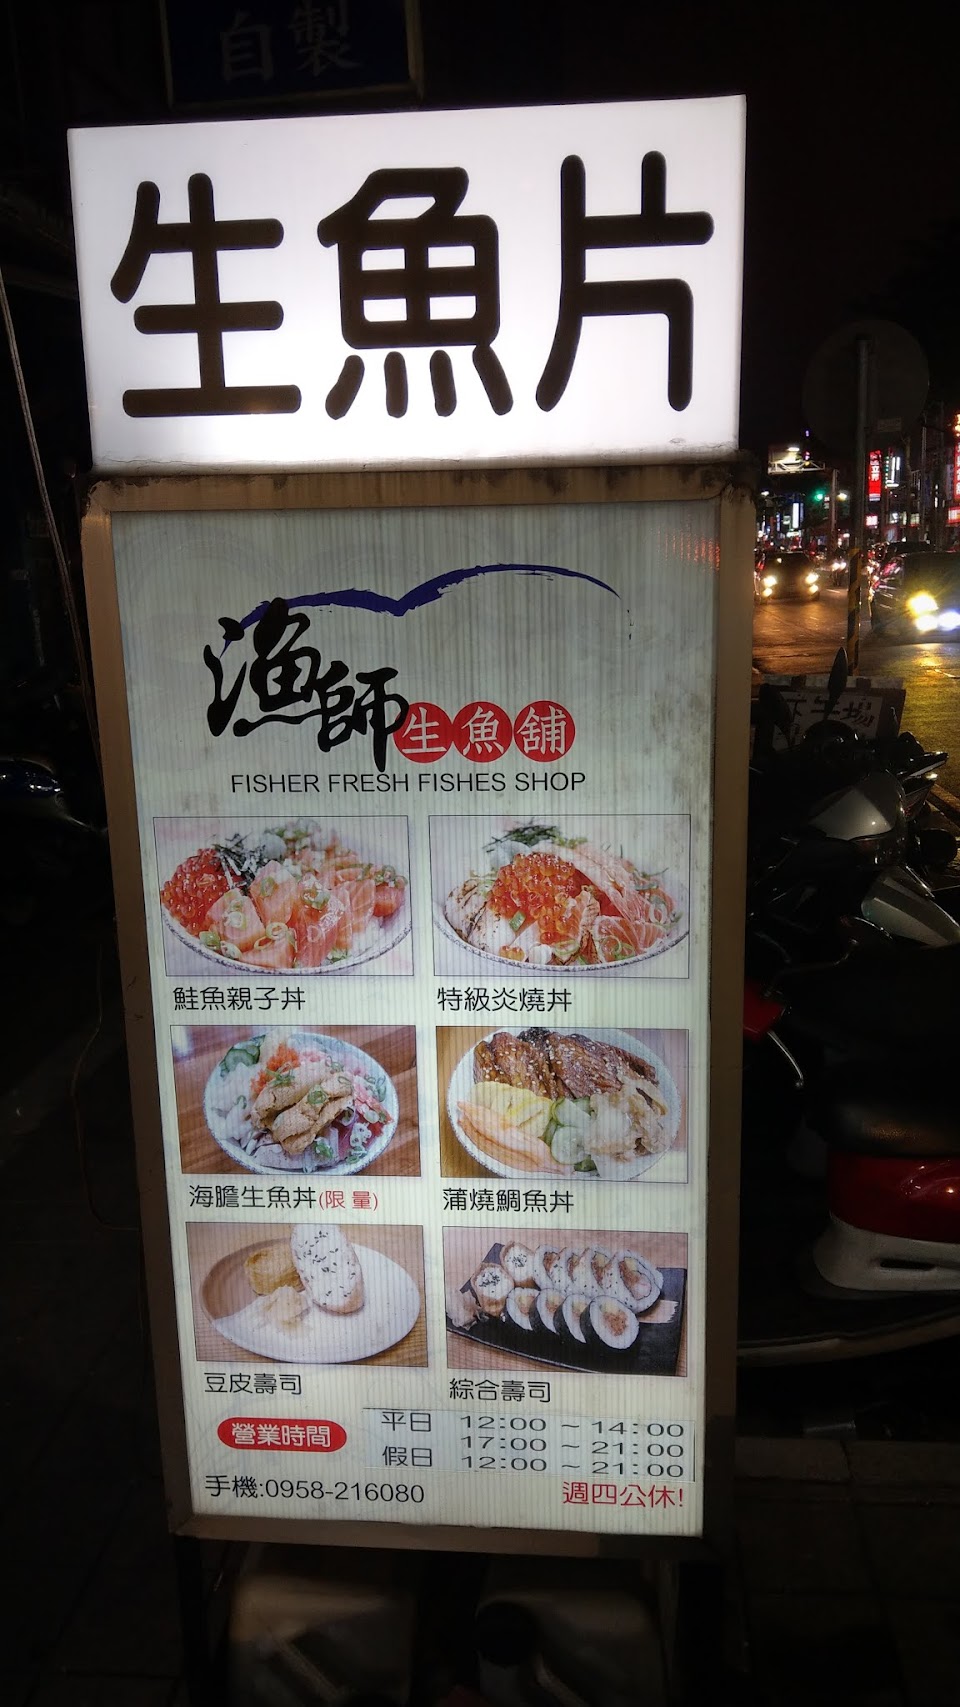 自製
生魚片
漁師生魚舖
FISHER FRESH FISHES SHOP
鮭魚親子丼
特級炎燒丼
海膽生魚丼(限 量)
蒲燒鯛魚丼
豆皮壽司
綜合壽司
營業時間
平日 12:00 ~ 14:00
17:00 ~ 21:00
假日 12:00 ~ 21:00
手機:0958-216080
週四公休!